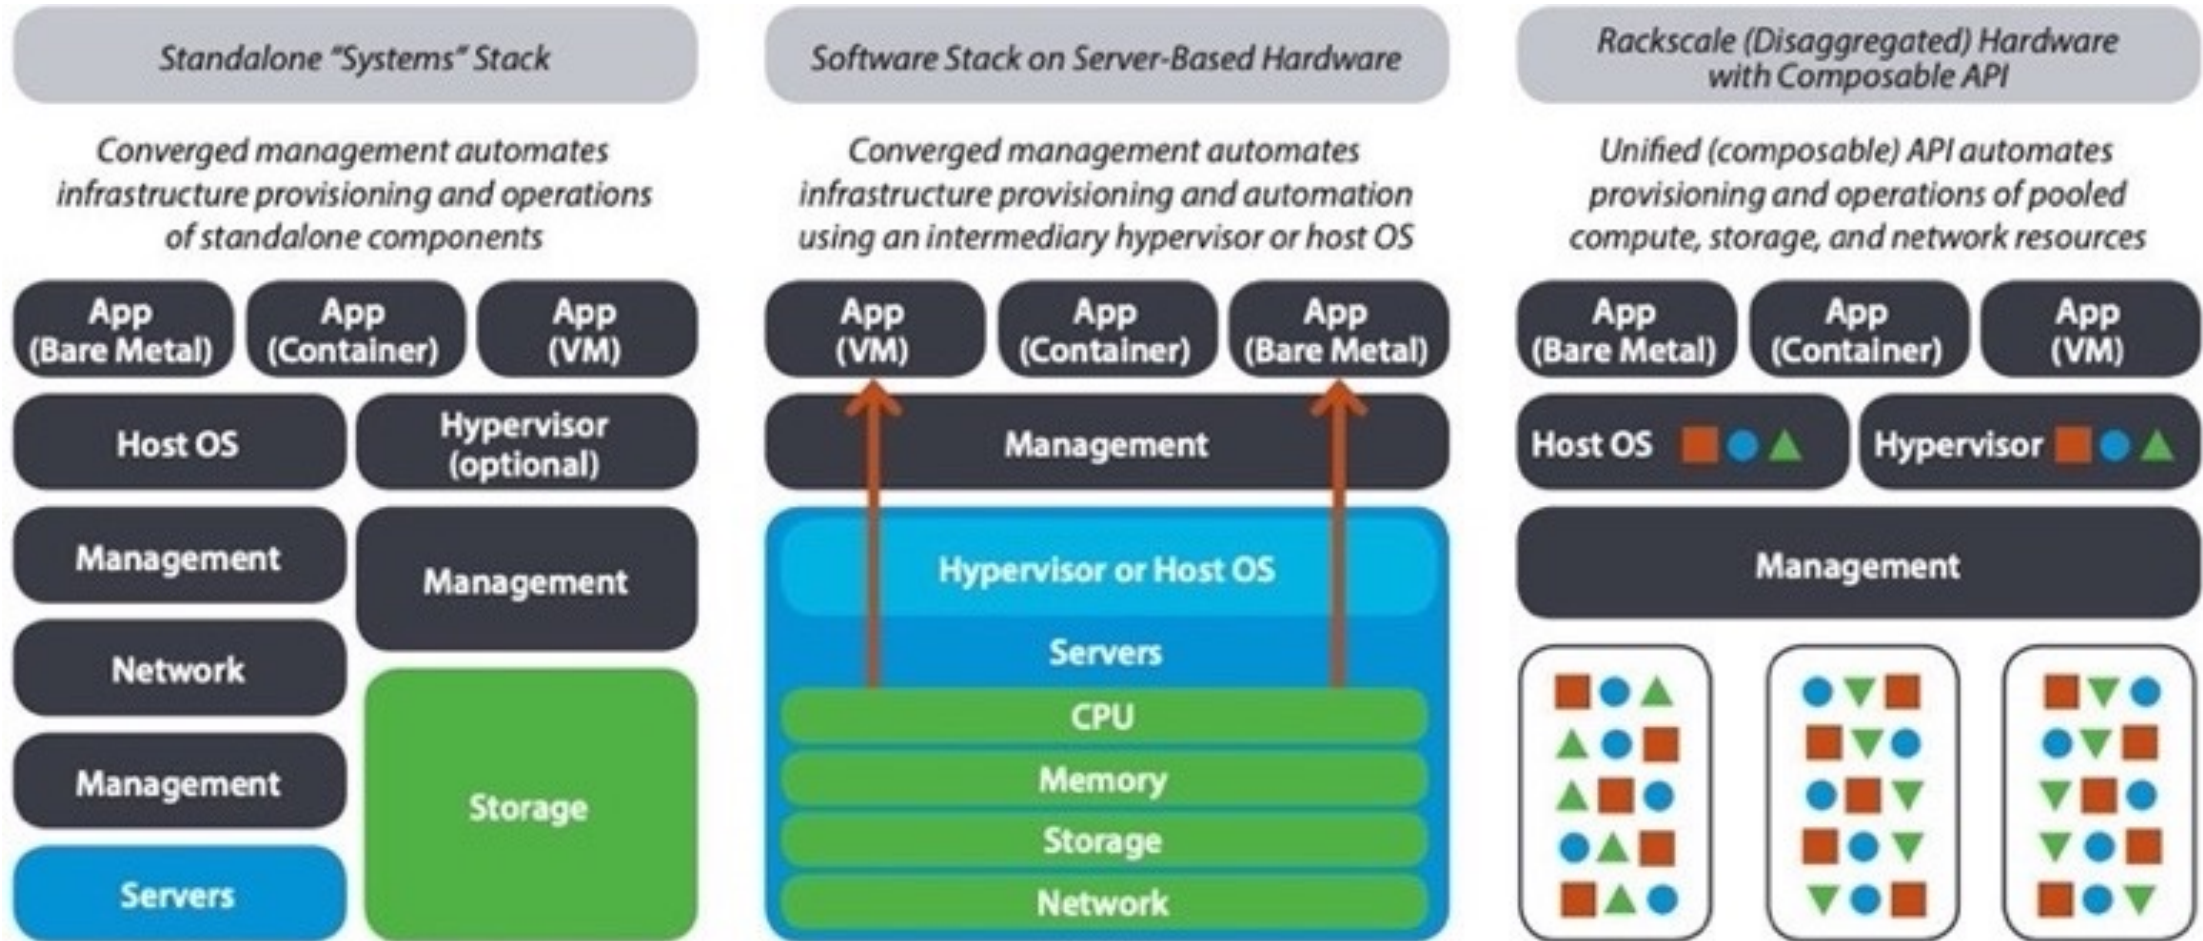 Standalone "Systems" Stack
Converged management automates
infrastructure provisioning and operations
of standalone components
App
(Bare Metal)
App
(Container)
App
(VM)
Host OS
Hypervisor
(optional)
Management
Management
Network
Management
Storage
Servers
Software Stack on Server-Based Hardware
Converged management automates
infrastructure provisioning and automation
using an intermediary hypervisor or host OS
App
(VM)
App
(Container)
App
(Bare Metal)
Management
Hypervisor or Host OS
Servers
CPU
Memory
Storage
Network
Rackscale (Disaggregated) Hardware
with Composable API
Unified (composable) API automates
provisioning and operations of pooled
compute, storage, and network resources
App
(Bare Metal)
App
(Container)
App
(VM)
Host OS
Hypervisor
Management